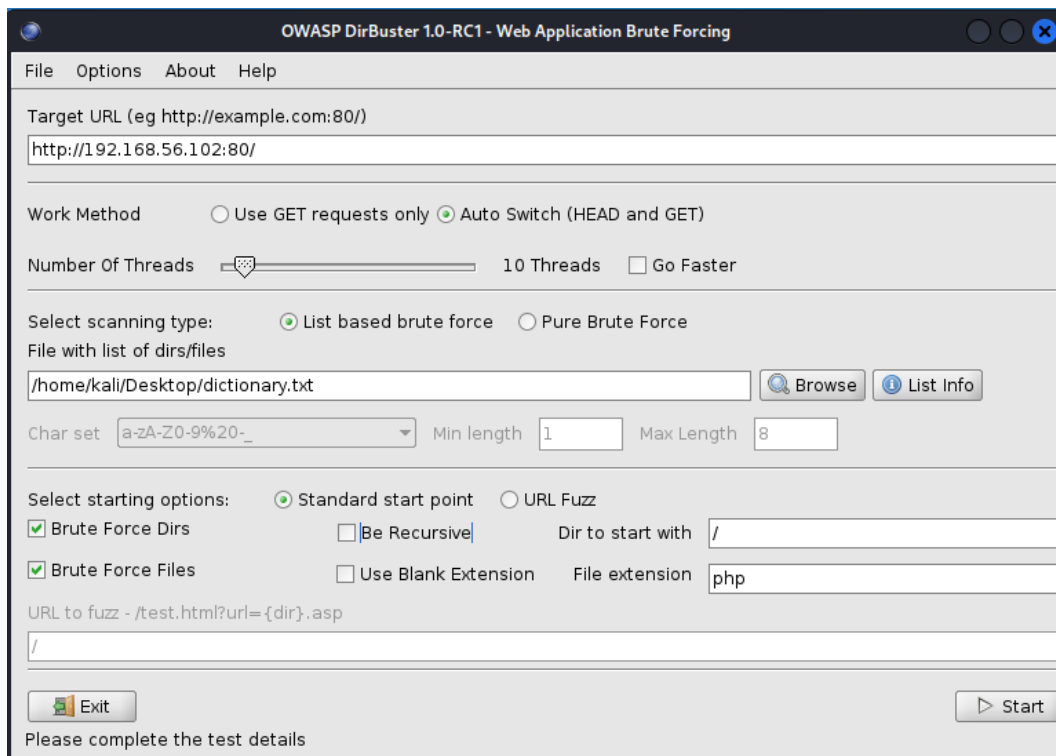 OWASP DirBuster 1.0-RC1 - Web Application Brute Forcing
File Options About Help
Target URL (eg http://example.com:80/)
http://192.168.56.102:80/
Work Method Use GET requests only Auto Switch (HEAD and GET)
Number Of Threads 10 Threads Go Faster
Select scanning type: List based brute force Pure Brute Force
File with list of dirs/files
/home/kali/Desktop/dictionary.txt Browse List Info
Char set a-zA-Z0-9%20-_ Min length 1 Max Length 8
Select starting options: Standard start point URL Fuzz
Brute Force Dirs Be Recursive Dir to start with /
Brute Force Files Use Blank Extension File extension php
URL to fuzz - /test.html?url={dir}.asp
/
Exit Start
Please complete the test details